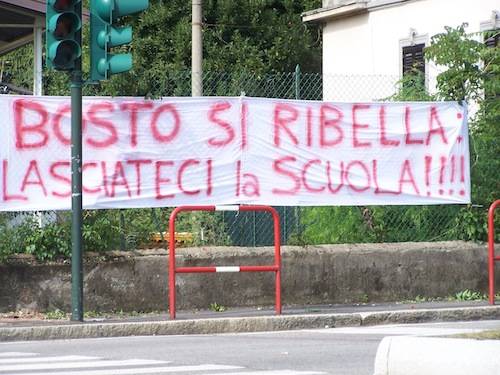 BOSTO SI RIBELLA:
LASCIATECI la SCUOLA!!!!